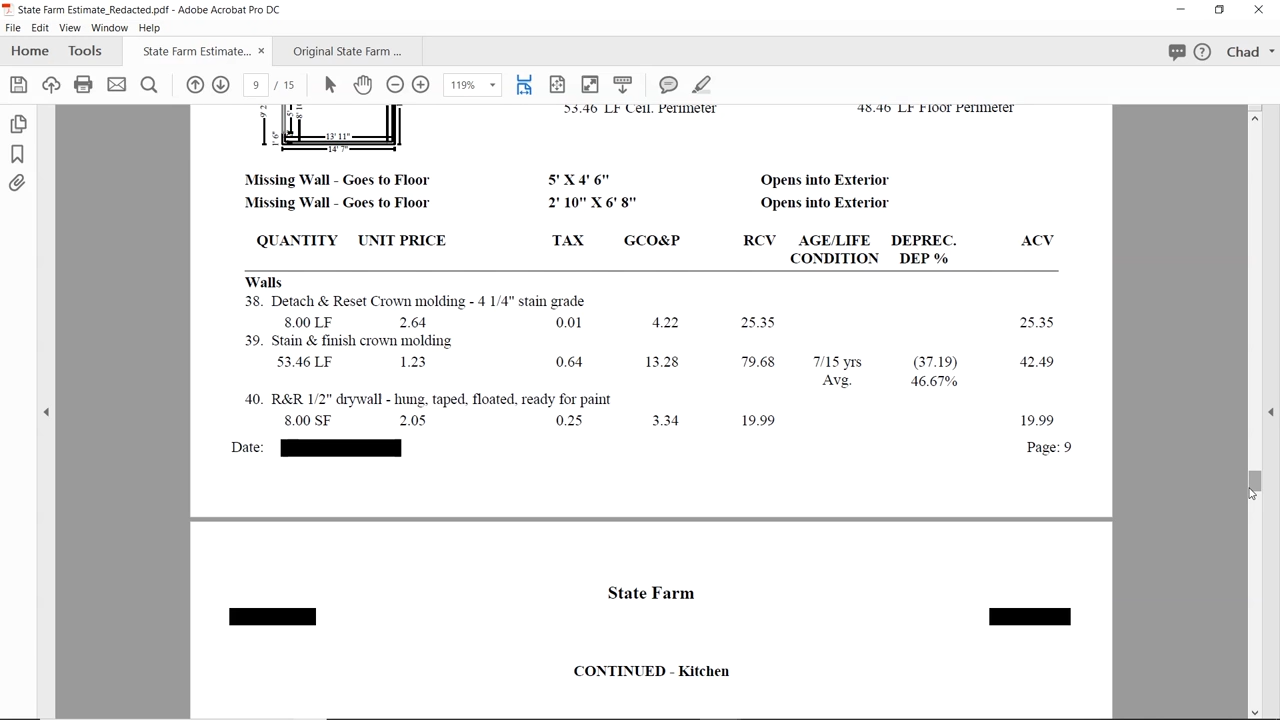 State Farm Estimate_Redacted.pdf - Adobe Acrobat Pro DC
File Edit View Window Help
Home Tools State Farm Estimate... × Original State Farm ... Chad
9 / 15 119%
53.46 LF Ceil. Perimeter 48.46 LF Floor Perimeter
13' 11"
14' 7"
1' 6"
Missing Wall - Goes to Floor 5' X 4' 6" Opens into Exterior
Missing Wall - Goes to Floor 2' 10" X 6' 8" Opens into Exterior
QUANTITY UNIT PRICE TAX GCO&P RCV AGE/LIFE DEPREC. ACV
CONDITION DEP %
Walls
38. Detach & Reset Crown molding - 4 1/4" stain grade
8.00 LF 2.64 0.01 4.22 25.35 25.35
39. Stain & finish crown molding
53.46 LF 1.23 0.64 13.28 79.68 7/15 yrs (37.19) 42.49
Avg. 46.67%
40. R&R 1/2" drywall - hung, taped, floated, ready for paint
8.00 SF 2.05 0.25 3.34 19.99 19.99
Date: Page: 9
State Farm
CONTINUED - Kitchen